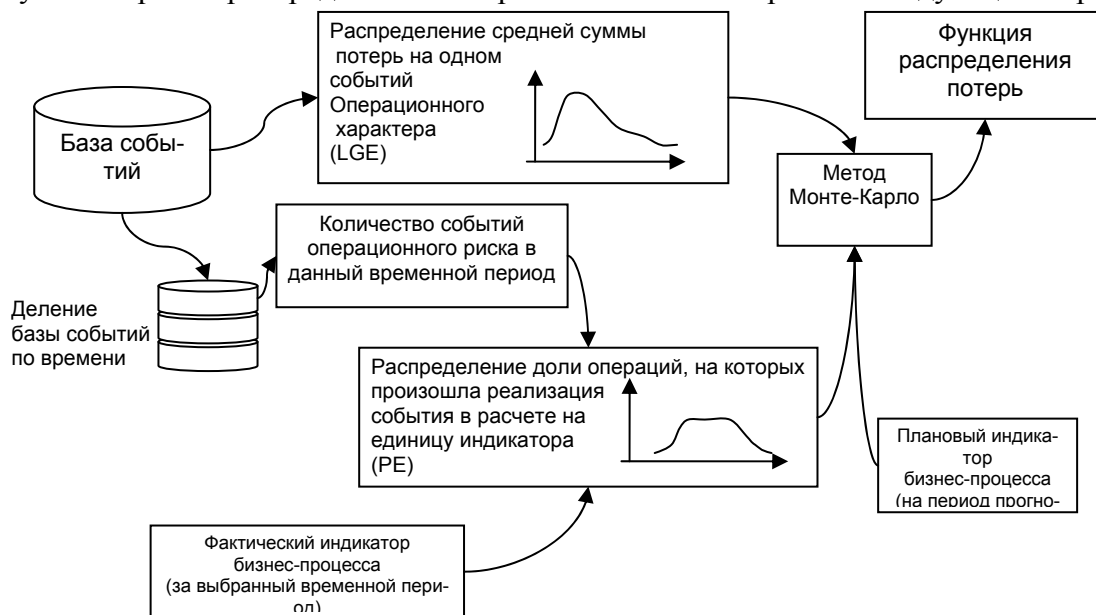 Распределение средней суммы
потерь на одном
событий
Операционного
характера
(LGE)
Функция
распределения
потерь
База собы-
тий
Метод
Монте-Карло
Количество событий
операционного риска в
данный временной период
Деление
базы событий
по времени
Распределение доли операций, на которых
произошла реализация
события в расчете на
единицу индикатора
(PE)
Плановый индика-
тор
бизнес-процесса
(на период прогно-
Фактический индикатор
бизнес-процесса
(за выбранный временной пери-
од)